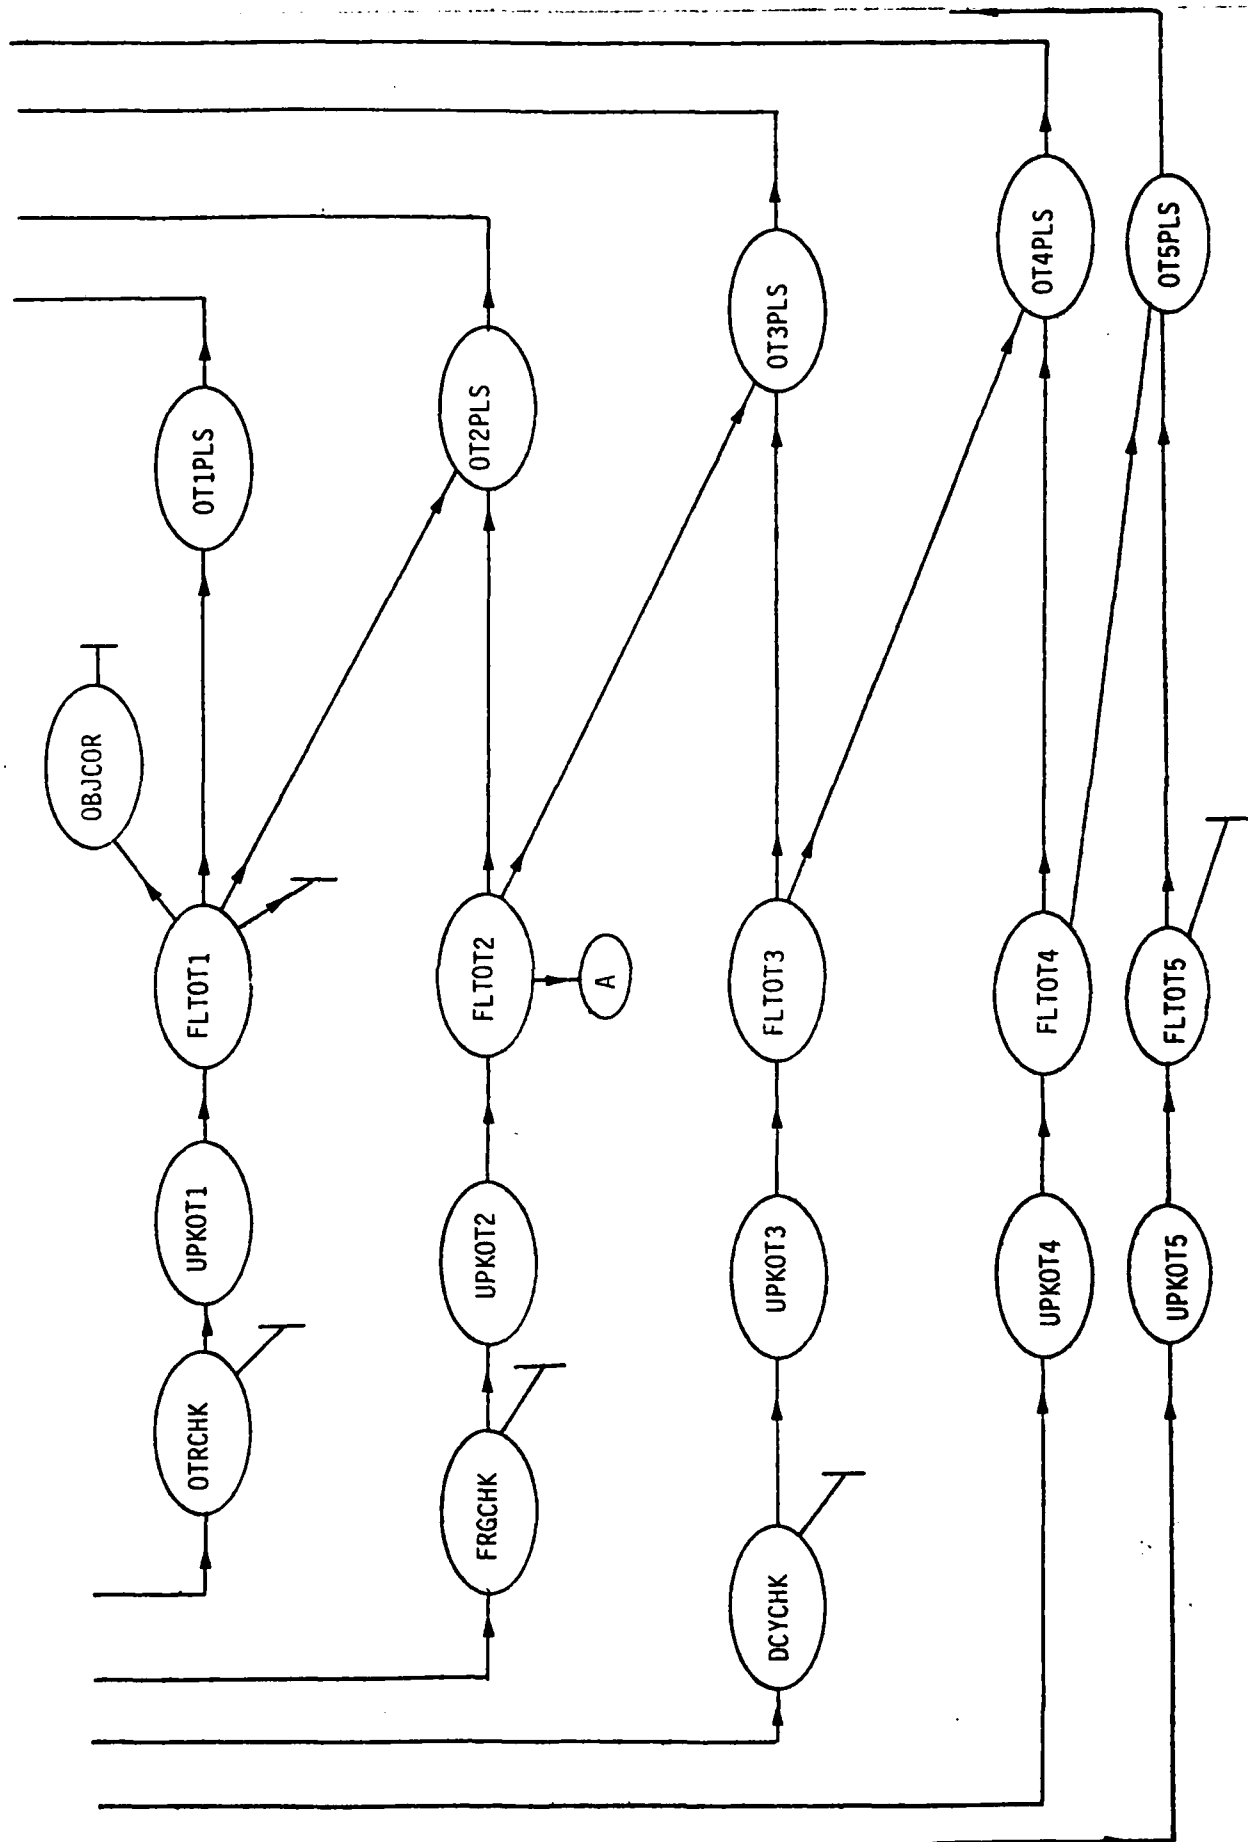 OTRCHK
UPKOT1
FLTOT1
OBJCOR
OT1PLS
FRGCHK
UPKOT2
FLTOT2
A
OT2PLS
DCYCHK
UPKOT3
FLTOT3
OT3PLS
UPKOT4
FLTOT4
OT4PLS
UPKOT5
FLTOT5
OT5PLS